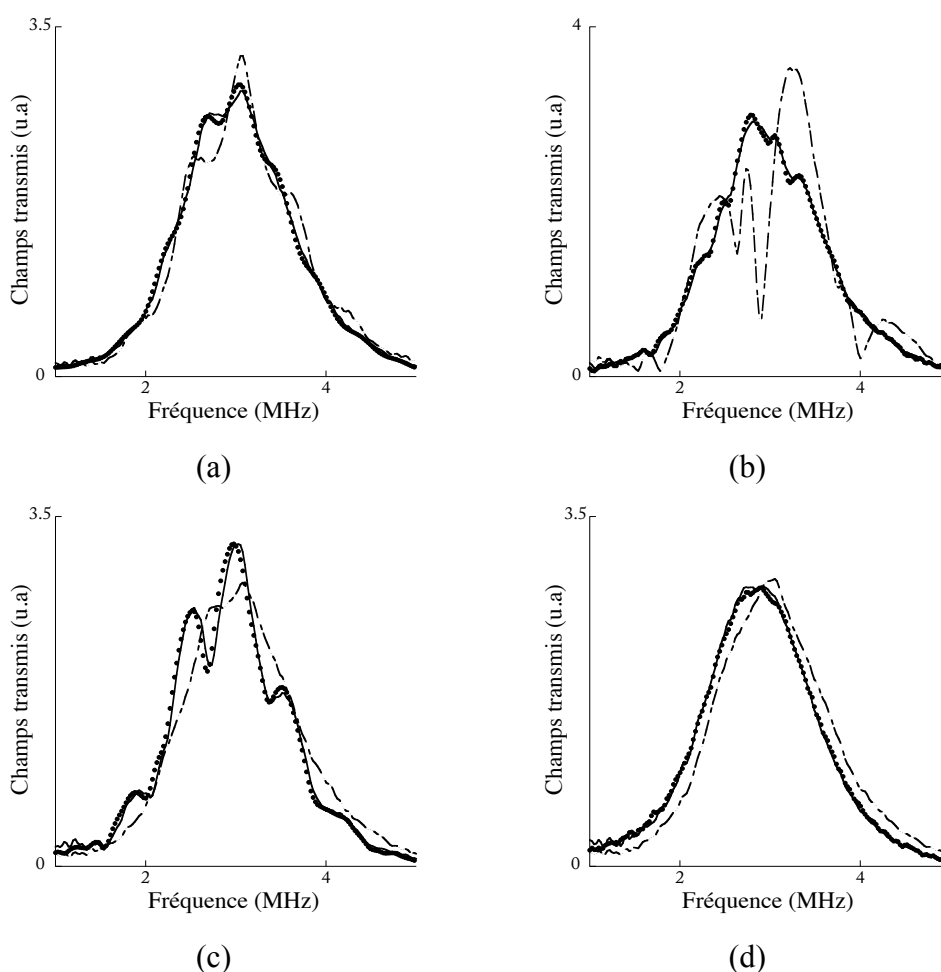 3.5
Champs transmis (u.a)
0
2
4
Fréquence (MHz)
(a)
4
Champs transmis (u.a)
0
2
4
Fréquence (MHz)
(b)
3.5
Champs transmis (u.a)
0
2
4
Fréquence (MHz)
(c)
3.5
Champs transmis (u.a)
0
2
4
Fréquence (MHz)
(d)